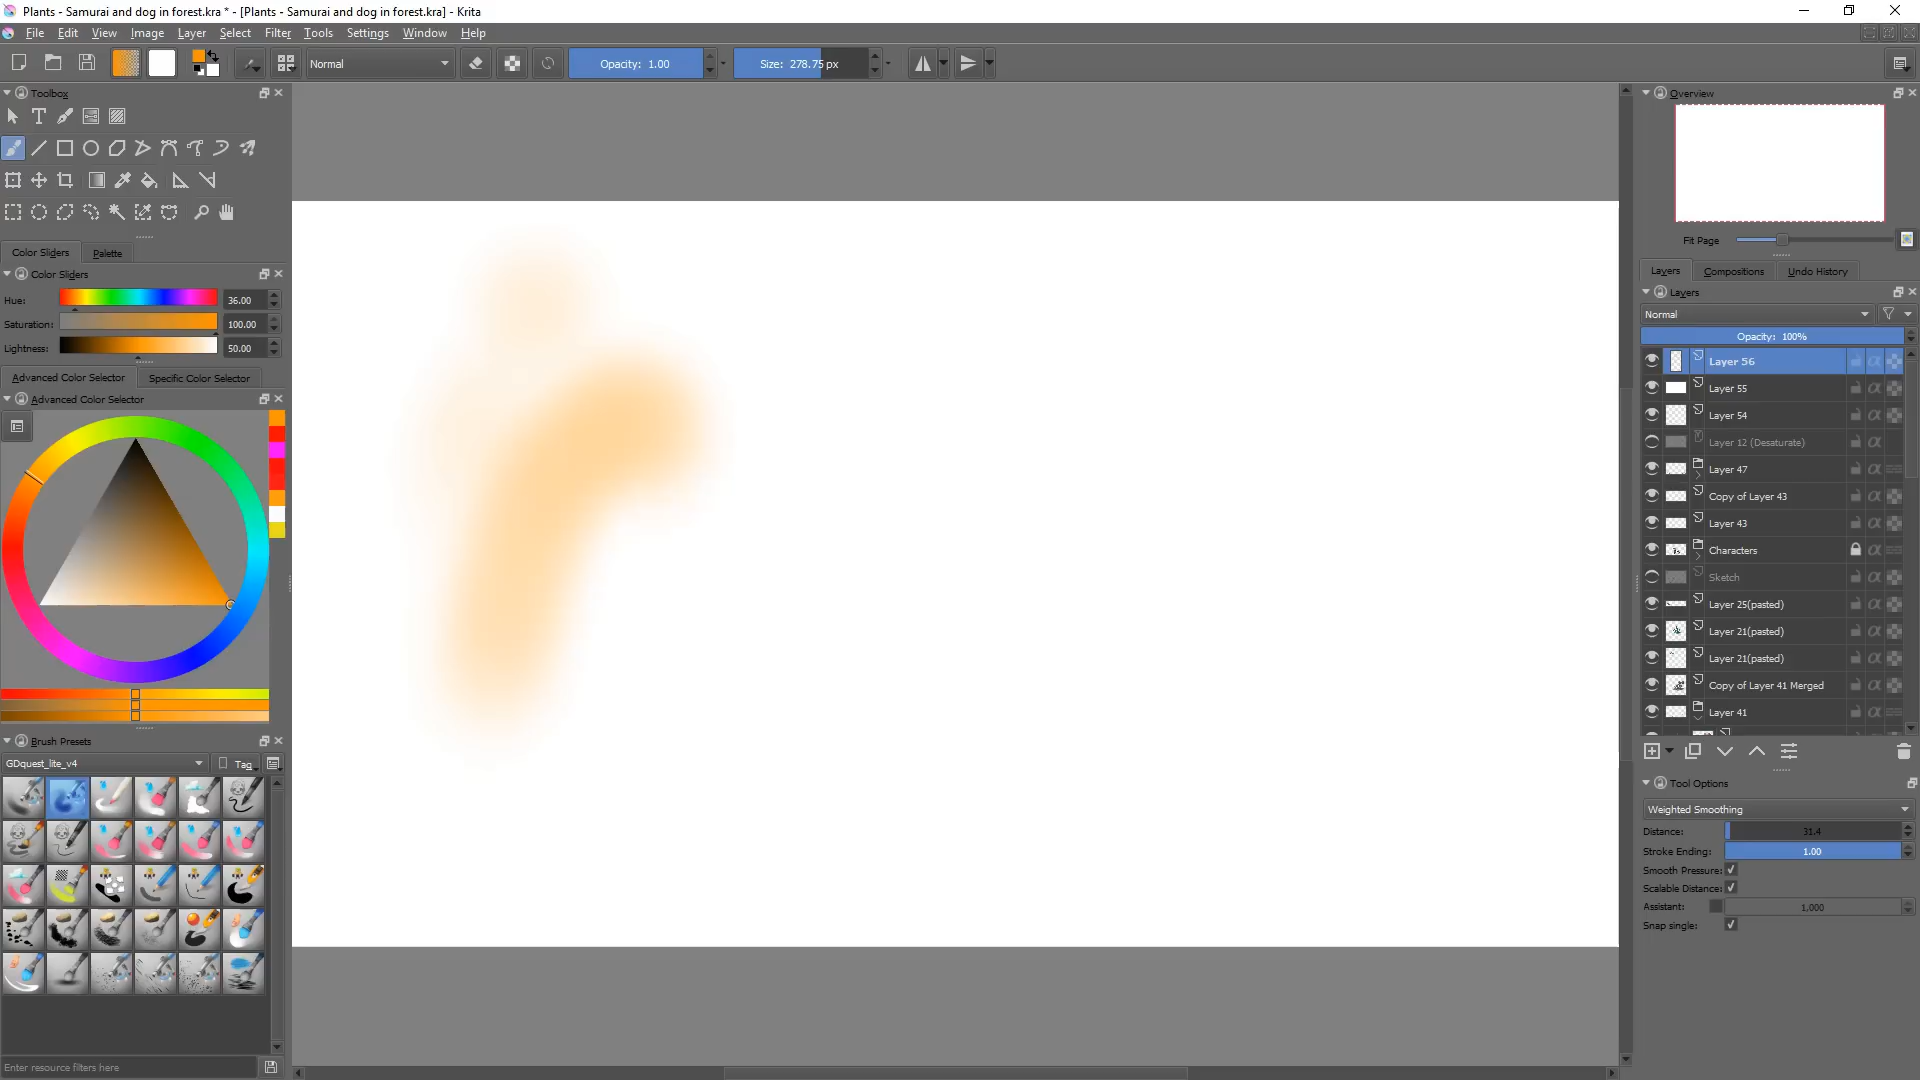 Plants - Samurai and dog in forest.kra * - [Plants - Samurai and dog in forest.kra] - Krita
File Edit View Image Layer Select Filter Tools Settings Window Help
Normal Opacity: 1.00 Size: 278.75 px
Toolbox
Color Sliders Palette
Color Sliders
Hue: 36.00
Saturation: 100.00
Lightness: 50.00
Advanced Color Selector Specific Color Selector
Advanced Color Selector
Brush Presets
GDquest_lite_v4 Tag
Enter resource filters here
Overview
Fit Page
Layers Compositions Undo History
Layers
Normal
Opacity: 100%
Layer 56
Layer 55
Layer 54
Layer 12 (Desaturate)
Layer 47
Copy of Layer 43
Layer 43
Characters
Sketch
Layer 25(pasted)
Layer 21(pasted)
Layer 21(pasted)
Copy of Layer 41 Merged
Layer 41
Tool Options
Weighted Smoothing
Distance: 31.4
Stroke Ending: 1.00
Smooth Pressure:
Scalable Distance:
Assistant: 1,000
Snap single: